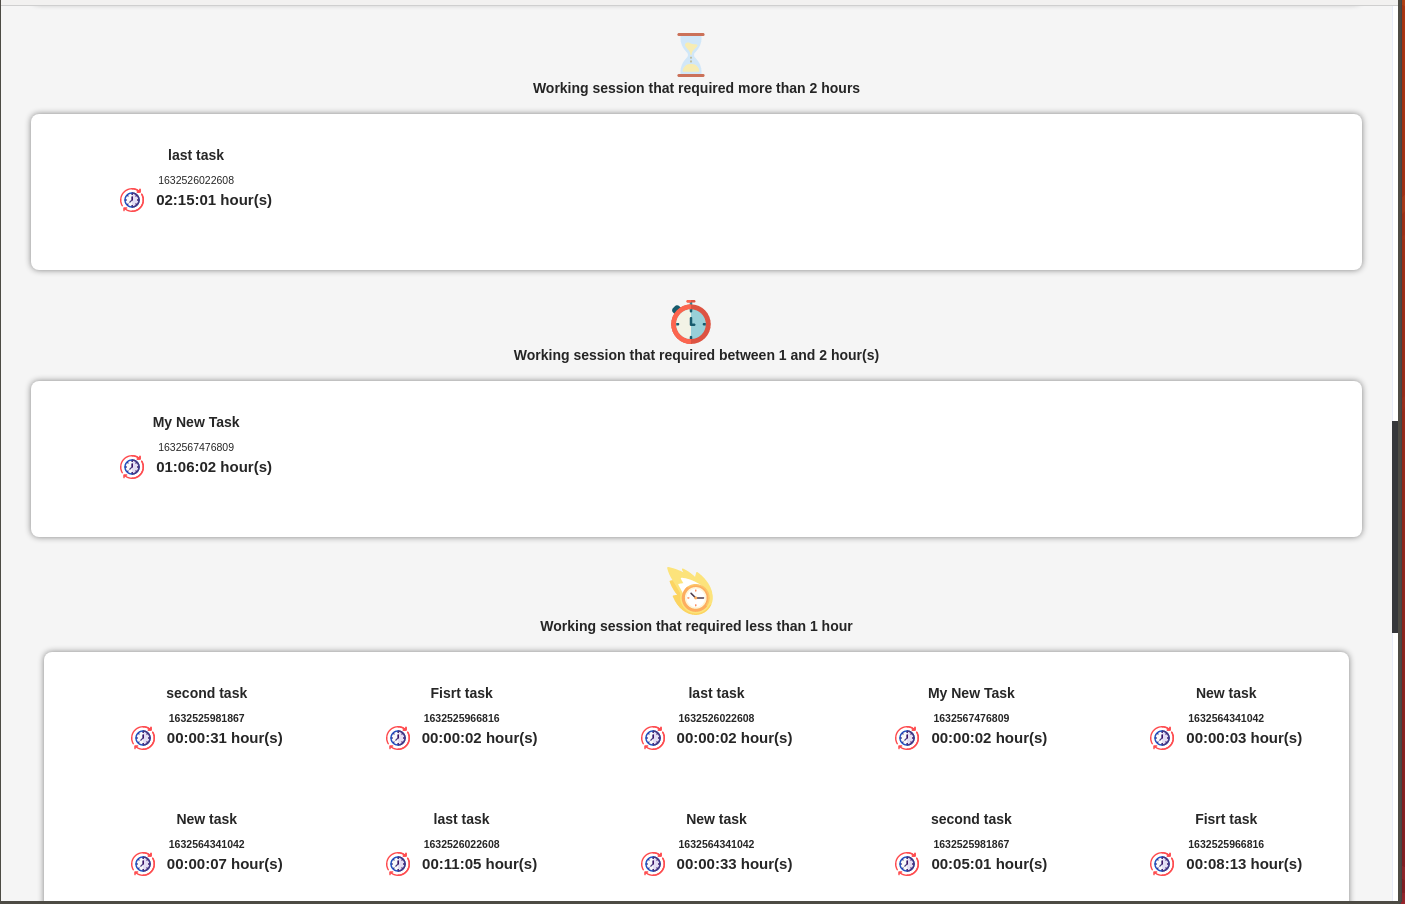 Working session that required more than 2 hours
last task
1632526022608
02:15:01 hour(s)
Working session that required between 1 and 2 hour(s)
My New Task
1632567476809
01:06:02 hour(s)
Working session that required less than 1 hour
second task Fisrt task last task My New Task New task
1632525981867 1632525966816 1632526022608 1632567476809 1632564341042
00:00:31 hour(s) 00:00:02 hour(s) 00:00:02 hour(s) 00:00:02 hour(s) 00:00:03 hour(s)
New task last task New task second task Fisrt task
1632564341042 1632526022608 1632564341042 1632525981867 1632525966816
00:00:07 hour(s) 00:11:05 hour(s) 00:00:33 hour(s) 00:05:01 hour(s) 00:08:13 hour(s)